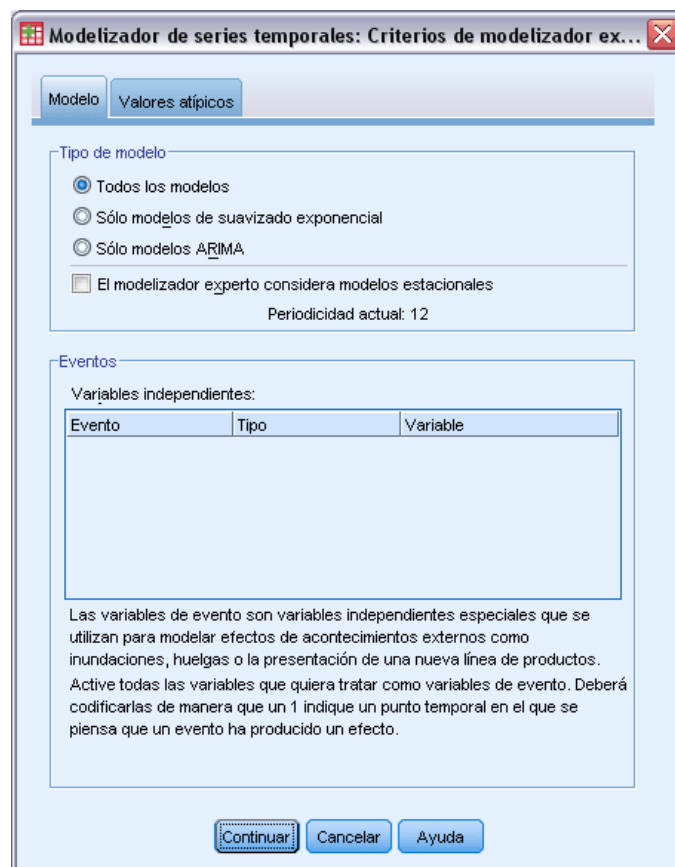 Modelizador de series temporales: Criterios de modelizador ex...
Modelo
Valores atípicos
Tipo de modelo
Todos los modelos
Sólo modelos de suavizado exponencial
Sólo modelos ARIMA
El modelizador experto considera modelos estacionales
Periodicidad actual: 12
Eventos
Variables independientes:
Evento Tipo Variable
Las variables de evento son variables independientes especiales que se
utilizan para modelar efectos de acontecimientos externos como
inundaciones, huelgas o la presentación de una nueva línea de productos.
Active todas las variables que quiera tratar como variables de evento. Deberá
codificarlas de manera que un 1 indique un punto temporal en el que se
piensa que un evento ha producido un efecto.
Continuar
Cancelar
Ayuda